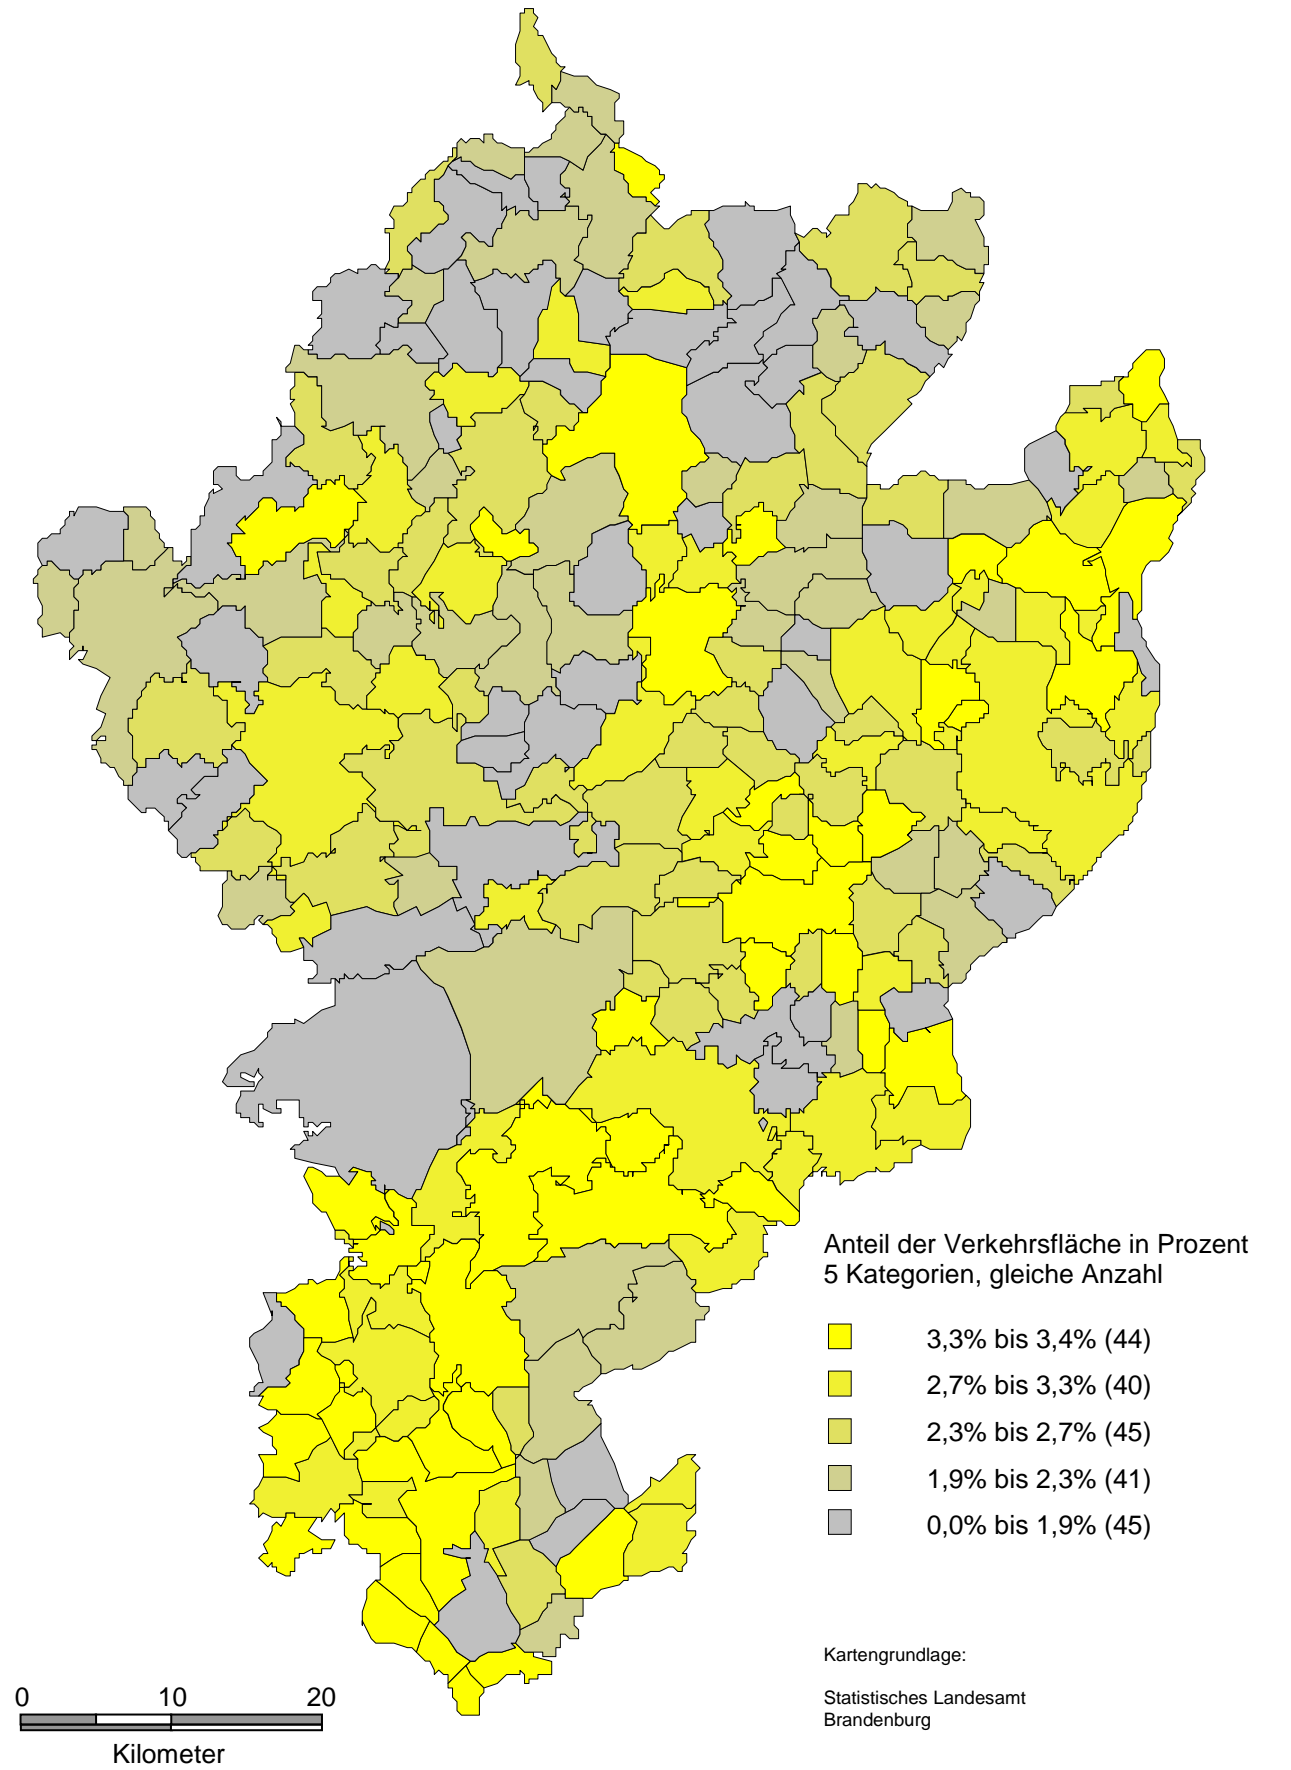 Anteil der Verkehrsfläche in Prozent
5 Kategorien, gleiche Anzahl
3,3% bis 3,4% (44)
2,7% bis 3,3% (40)
2,3% bis 2,7% (45)
1,9% bis 2,3% (41)
0,0% bis 1,9% (45)
Kartengrundlage:
Statistisches Landesamt
Brandenburg
0 10 20
Kilometer